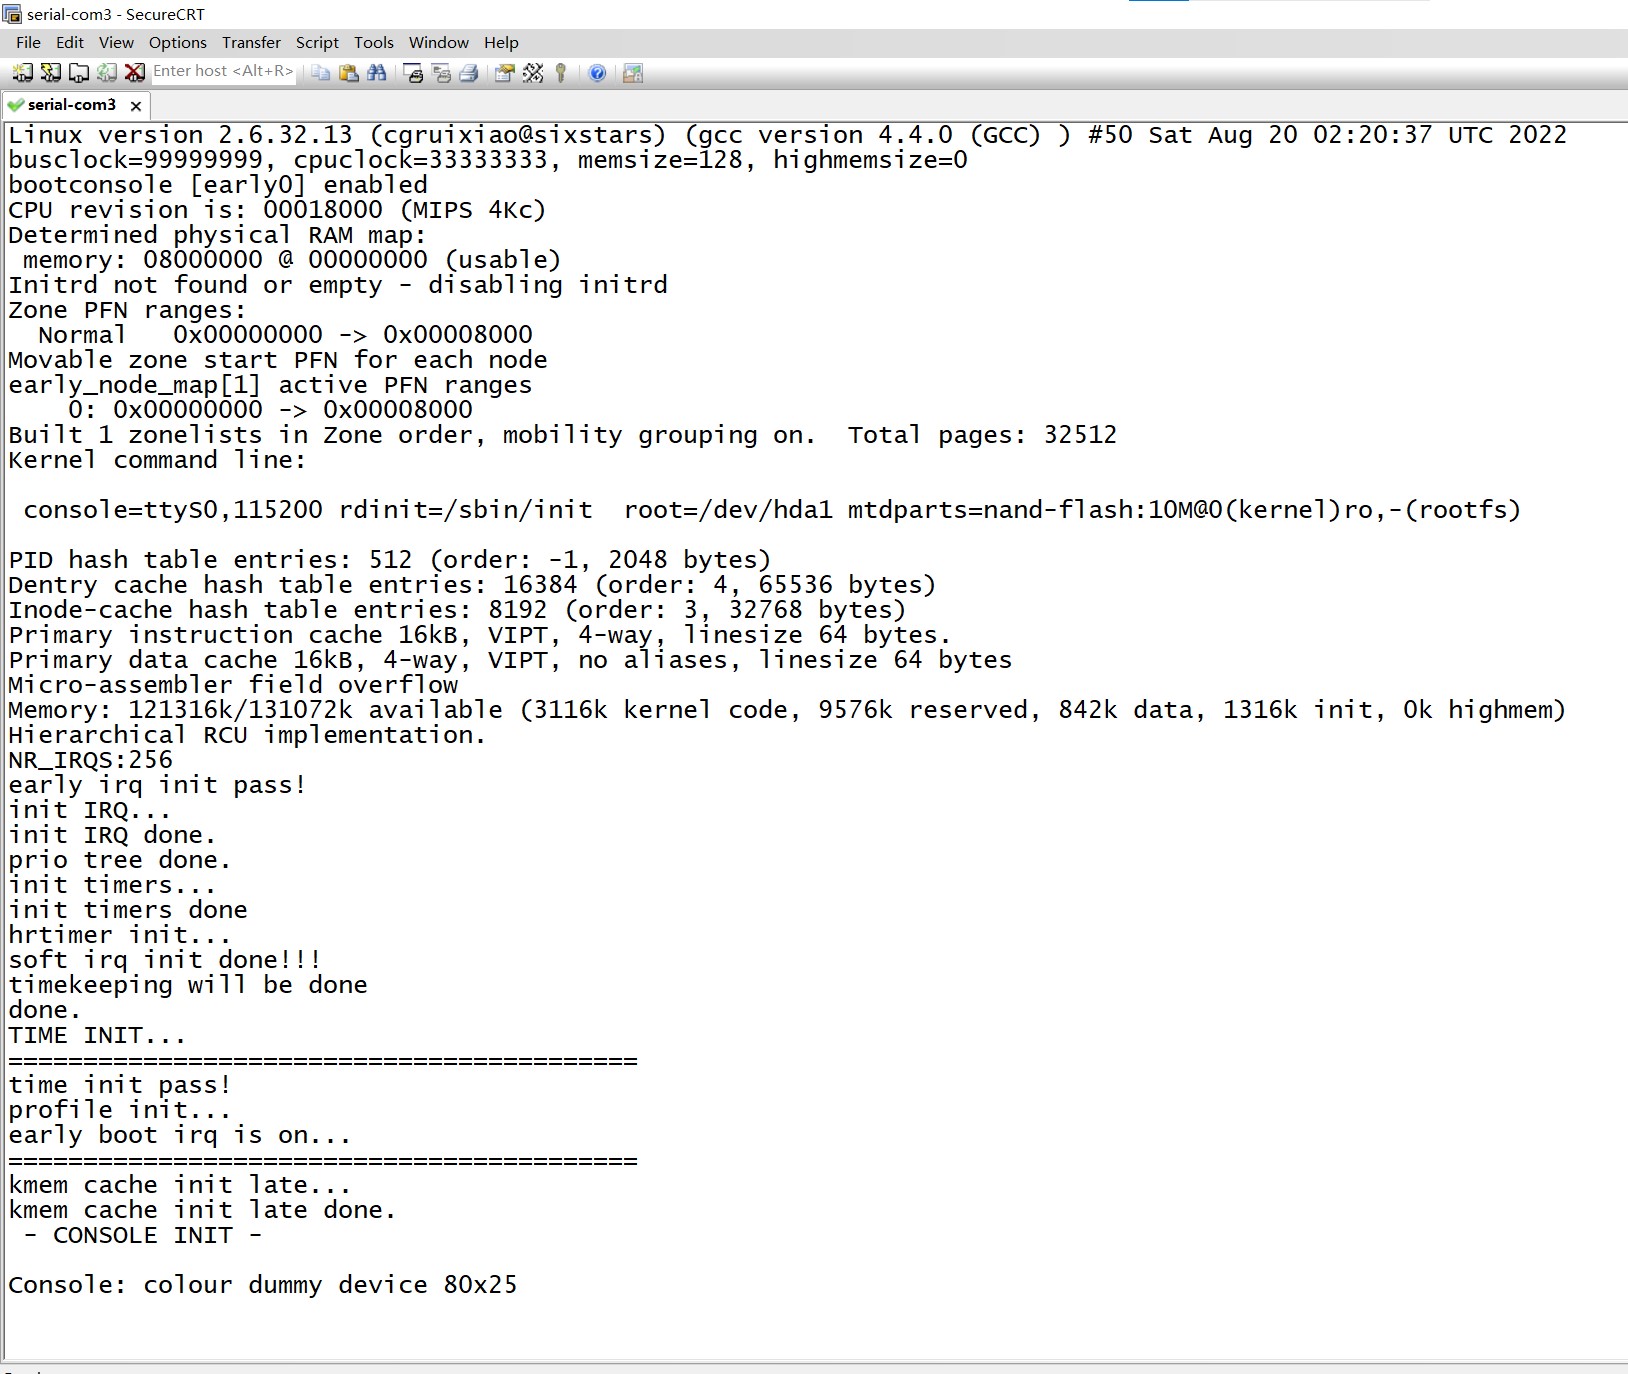 serial-com3 - SecureCRT
File Edit View Options Transfer Script Tools Window Help
Enter host <Alt+R>
serial-com3
Linux version 2.6.32.13 (cgruixiao@sixstars) (gcc version 4.4.0 (GCC) ) #50 Sat Aug 20 02:20:37 UTC 2022
busclock=99999999, cpuclock=33333333, memsize=128, highmemsize=0
bootconsole [early0] enabled
CPU revision is: 00018000 (MIPS 4Kc)
Determined physical RAM map:
 memory: 08000000 @ 00000000 (usable)
Initrd not found or empty - disabling initrd
Zone PFN ranges:
  Normal   0x00000000 -> 0x00008000
Movable zone start PFN for each node
early_node_map[1] active PFN ranges
    0: 0x00000000 -> 0x00008000
Built 1 zonelists in Zone order, mobility grouping on.  Total pages: 32512
Kernel command line:
 console=ttyS0,115200 rdinit=/sbin/init  root=/dev/hda1 mtdparts=nand-flash:10M@0(kernel)ro,-(rootfs)
PID hash table entries: 512 (order: -1, 2048 bytes)
Dentry cache hash table entries: 16384 (order: 4, 65536 bytes)
Inode-cache hash table entries: 8192 (order: 3, 32768 bytes)
Primary instruction cache 16kB, VIPT, 4-way, linesize 64 bytes.
Primary data cache 16kB, 4-way, VIPT, no aliases, linesize 64 bytes
Micro-assembler field overflow
Memory: 121316k/131072k available (3116k kernel code, 9576k reserved, 842k data, 1316k init, 0k highmem)
Hierarchical RCU implementation.
NR_IRQS:256
early irq init pass!
init IRQ...
init IRQ done.
prio tree done.
init timers...
init timers done
hrtimer init...
soft irq init done!!!
timekeeping will be done
done.
TIME INIT...
==========================================
time init pass!
profile init...
early boot irq is on...
==========================================
kmem cache init late...
kmem cache init late done.
 - CONSOLE INIT -
Console: colour dummy device 80x25